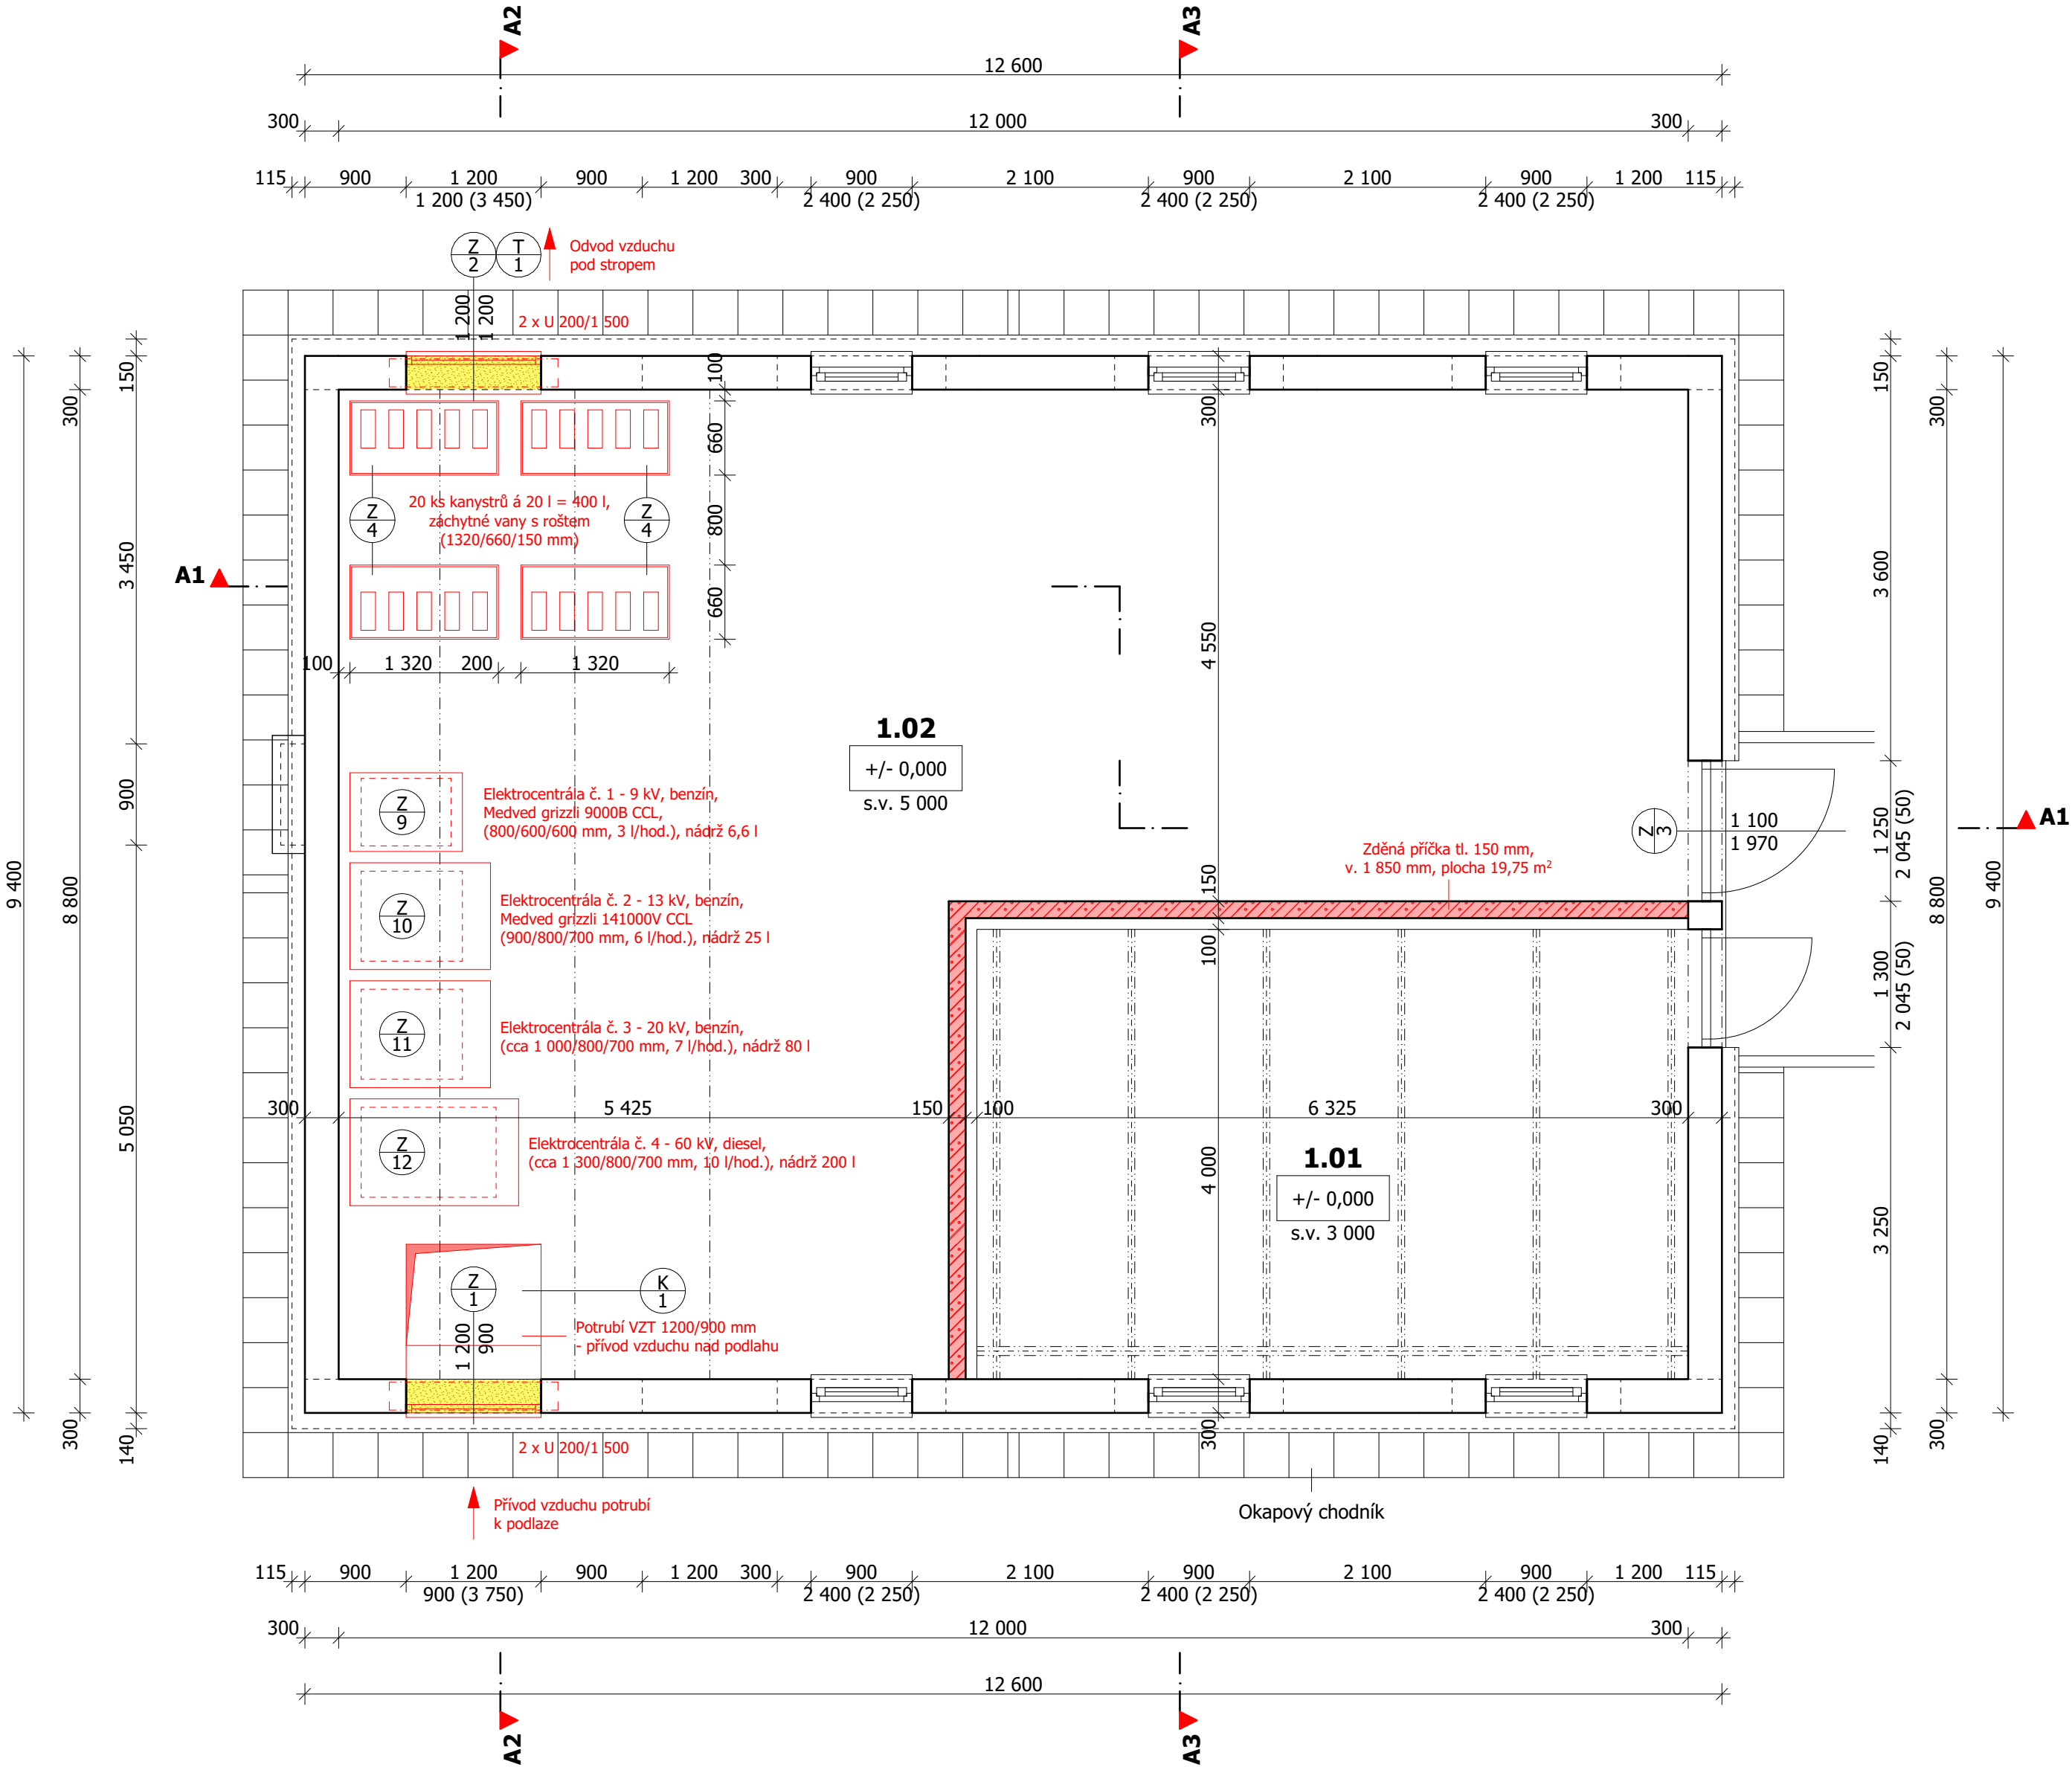 A2
A3
12 600
300
12 000
300
115
900
1 200
900
1 200
300
900
2 100
900
2 100
900
1 200
115
1 200 (3 450)
2 400 (2 250)
2 400 (2 250)
2 400 (2 250)
Z
2
T
1
Odvod vzduchu
pod stropem
1 200
1 200
2 x U 200/1 500
150
300
3 450
900
5 050
9 400
8 800
300
140
100
660
800
660
300
4 550
150
100
4 000
300
Z
4
20 ks kanystrů á 20 l = 400 l,
záchytné vany s roštem
(1320/660/150 mm)
Z
4
A1
100
1 320
200
1 320
1.02
+/- 0,000
s.v. 5 000
Z
9
Elektrocentrála č. 1 - 9 kV, benzín,
Medved grizzli 9000B CCL,
(800/600/600 mm, 3 l/hod.), nádrž 6,6 l
Z
10
Elektrocentrála č. 2 - 13 kV, benzín,
Medved grizzli 141000V CCL
(900/800/700 mm, 6 l/hod.), nádrž 25 l
Z
11
Elektrocentrála č. 3 - 20 kV, benzín,
(cca 1 000/800/700 mm, 7 l/hod.), nádrž 80 l
Zděná příčka tl. 150 mm,
v. 1 850 mm, plocha 19,75 m²
Z
3
1 100
1 970
A1
150
300
3 600
1 250
2 045 (50)
1 300
2 045 (50)
3 250
8 800
9 400
140
300
300
5 425
150
100
6 325
300
Z
12
Elektrocentrála č. 4 - 60 kV, diesel,
(cca 1 300/800/700 mm, 10 l/hod.), nádrž 200 l
1.01
+/- 0,000
s.v. 3 000
Z
1
K
1
1 200
900
Potrubí VZT 1200/900 mm
- přívod vzduchu nad podlahu
2 x U 200/1 500
Přívod vzduchu potrubí
k podlaze
Okapový chodník
115
900
1 200
900
1 200
300
900
2 100
900
2 100
900
1 200
115
900 (3 750)
2 400 (2 250)
2 400 (2 250)
2 400 (2 250)
300
12 000
300
12 600
A2
A3